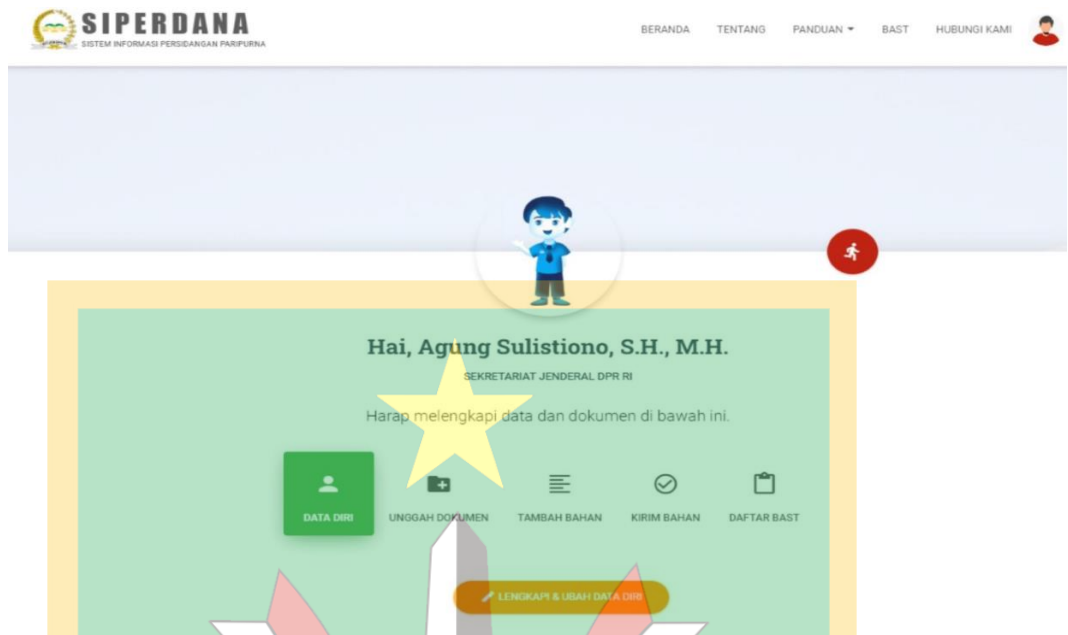 SIPERDANA
SISTEM INFORMASI PERSIDANGAN PARIPURNA
BERANDA TENTANG PANDUAN BAST HUBUNGI KAMI
Hai, Agung Sulistiono, S.H., M.H.
SEKRETARIAT JENDERAL DPR RI
Harap melengkapi data dan dokumen di bawah ini.
DATA DIRI UNGGAH DOKUMEN TAMBAH BAHAN KIRIM BAHAN DAFTAR BAST
LENGKAPI & UBAH DATA DIRI